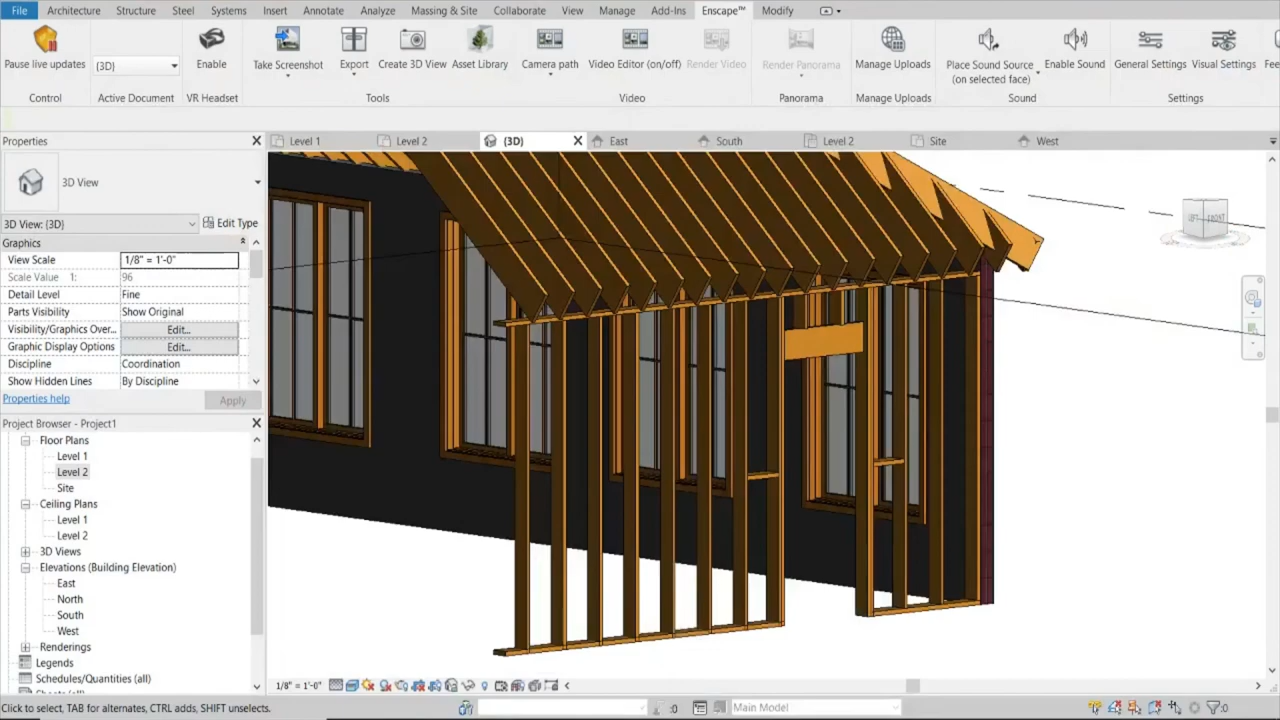 File Architecture Structure Steel Systems Insert Annotate Analyze Massing & Site Collaborate View Manage Add-Ins Enscape™ Modify
Pause live updates {3D} Enable Take Screenshot Export Create 3D View Asset Library Camera path Video Editor (on/off) Render Video Render Panorama Manage Uploads Place Sound Source Enable Sound General Settings Visual Settings Fee
(on selected face)
Control Active Document VR Headset Tools Video Panorama Manage Uploads Sound Settings
Properties
Level 1 Level 2 {3D} East South Level 2 Site West
3D View
3D View: {3D} Edit Type
Graphics
View Scale 1/8" = 1'-0"
Scale Value 1: 96
Detail Level Fine
Parts Visibility Show Original
Visibility/Graphics Over... Edit...
Graphic Display Options Edit...
Discipline Coordination
Show Hidden Lines By Discipline
Properties help Apply
Project Browser - Project1
Floor Plans
Level 1
Level 2
Site
Ceiling Plans
Level 1
Level 2
3D Views
Elevations (Building Elevation)
East
North
South
West
Renderings
Legends
Schedules/Quantities (all)
LEFT FRONT
1/8" = 1'-0"
Click to select, TAB for alternates, CTRL adds, SHIFT unselects. :0 Main Model :0